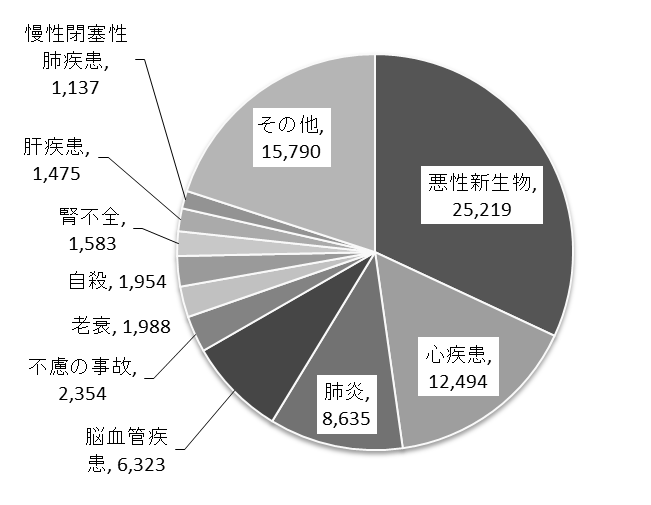 慢性閉塞性
肺疾患,
1,137
その他,
15,790
悪性新生物,
25,219
肝疾患,
1,475
腎不全,
1,583
自殺, 1,954
老衰, 1,988
不慮の事故,
2,354
心疾患,
12,494
肺炎,
8,635
脳血管疾
患, 6,323